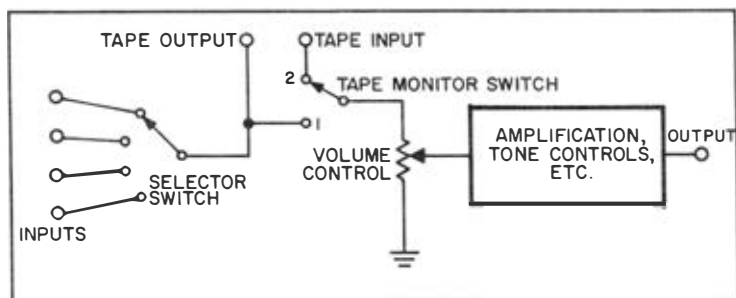 TAPE OUTPUT
TAPE INPUT
2
TAPE MONITOR SWITCH
1
AMPLIFICATION,
TONE CONTROLS,
ETC.
OUTPUT
VOLUME
CONTROL
SELECTOR
SWITCH
INPUTS